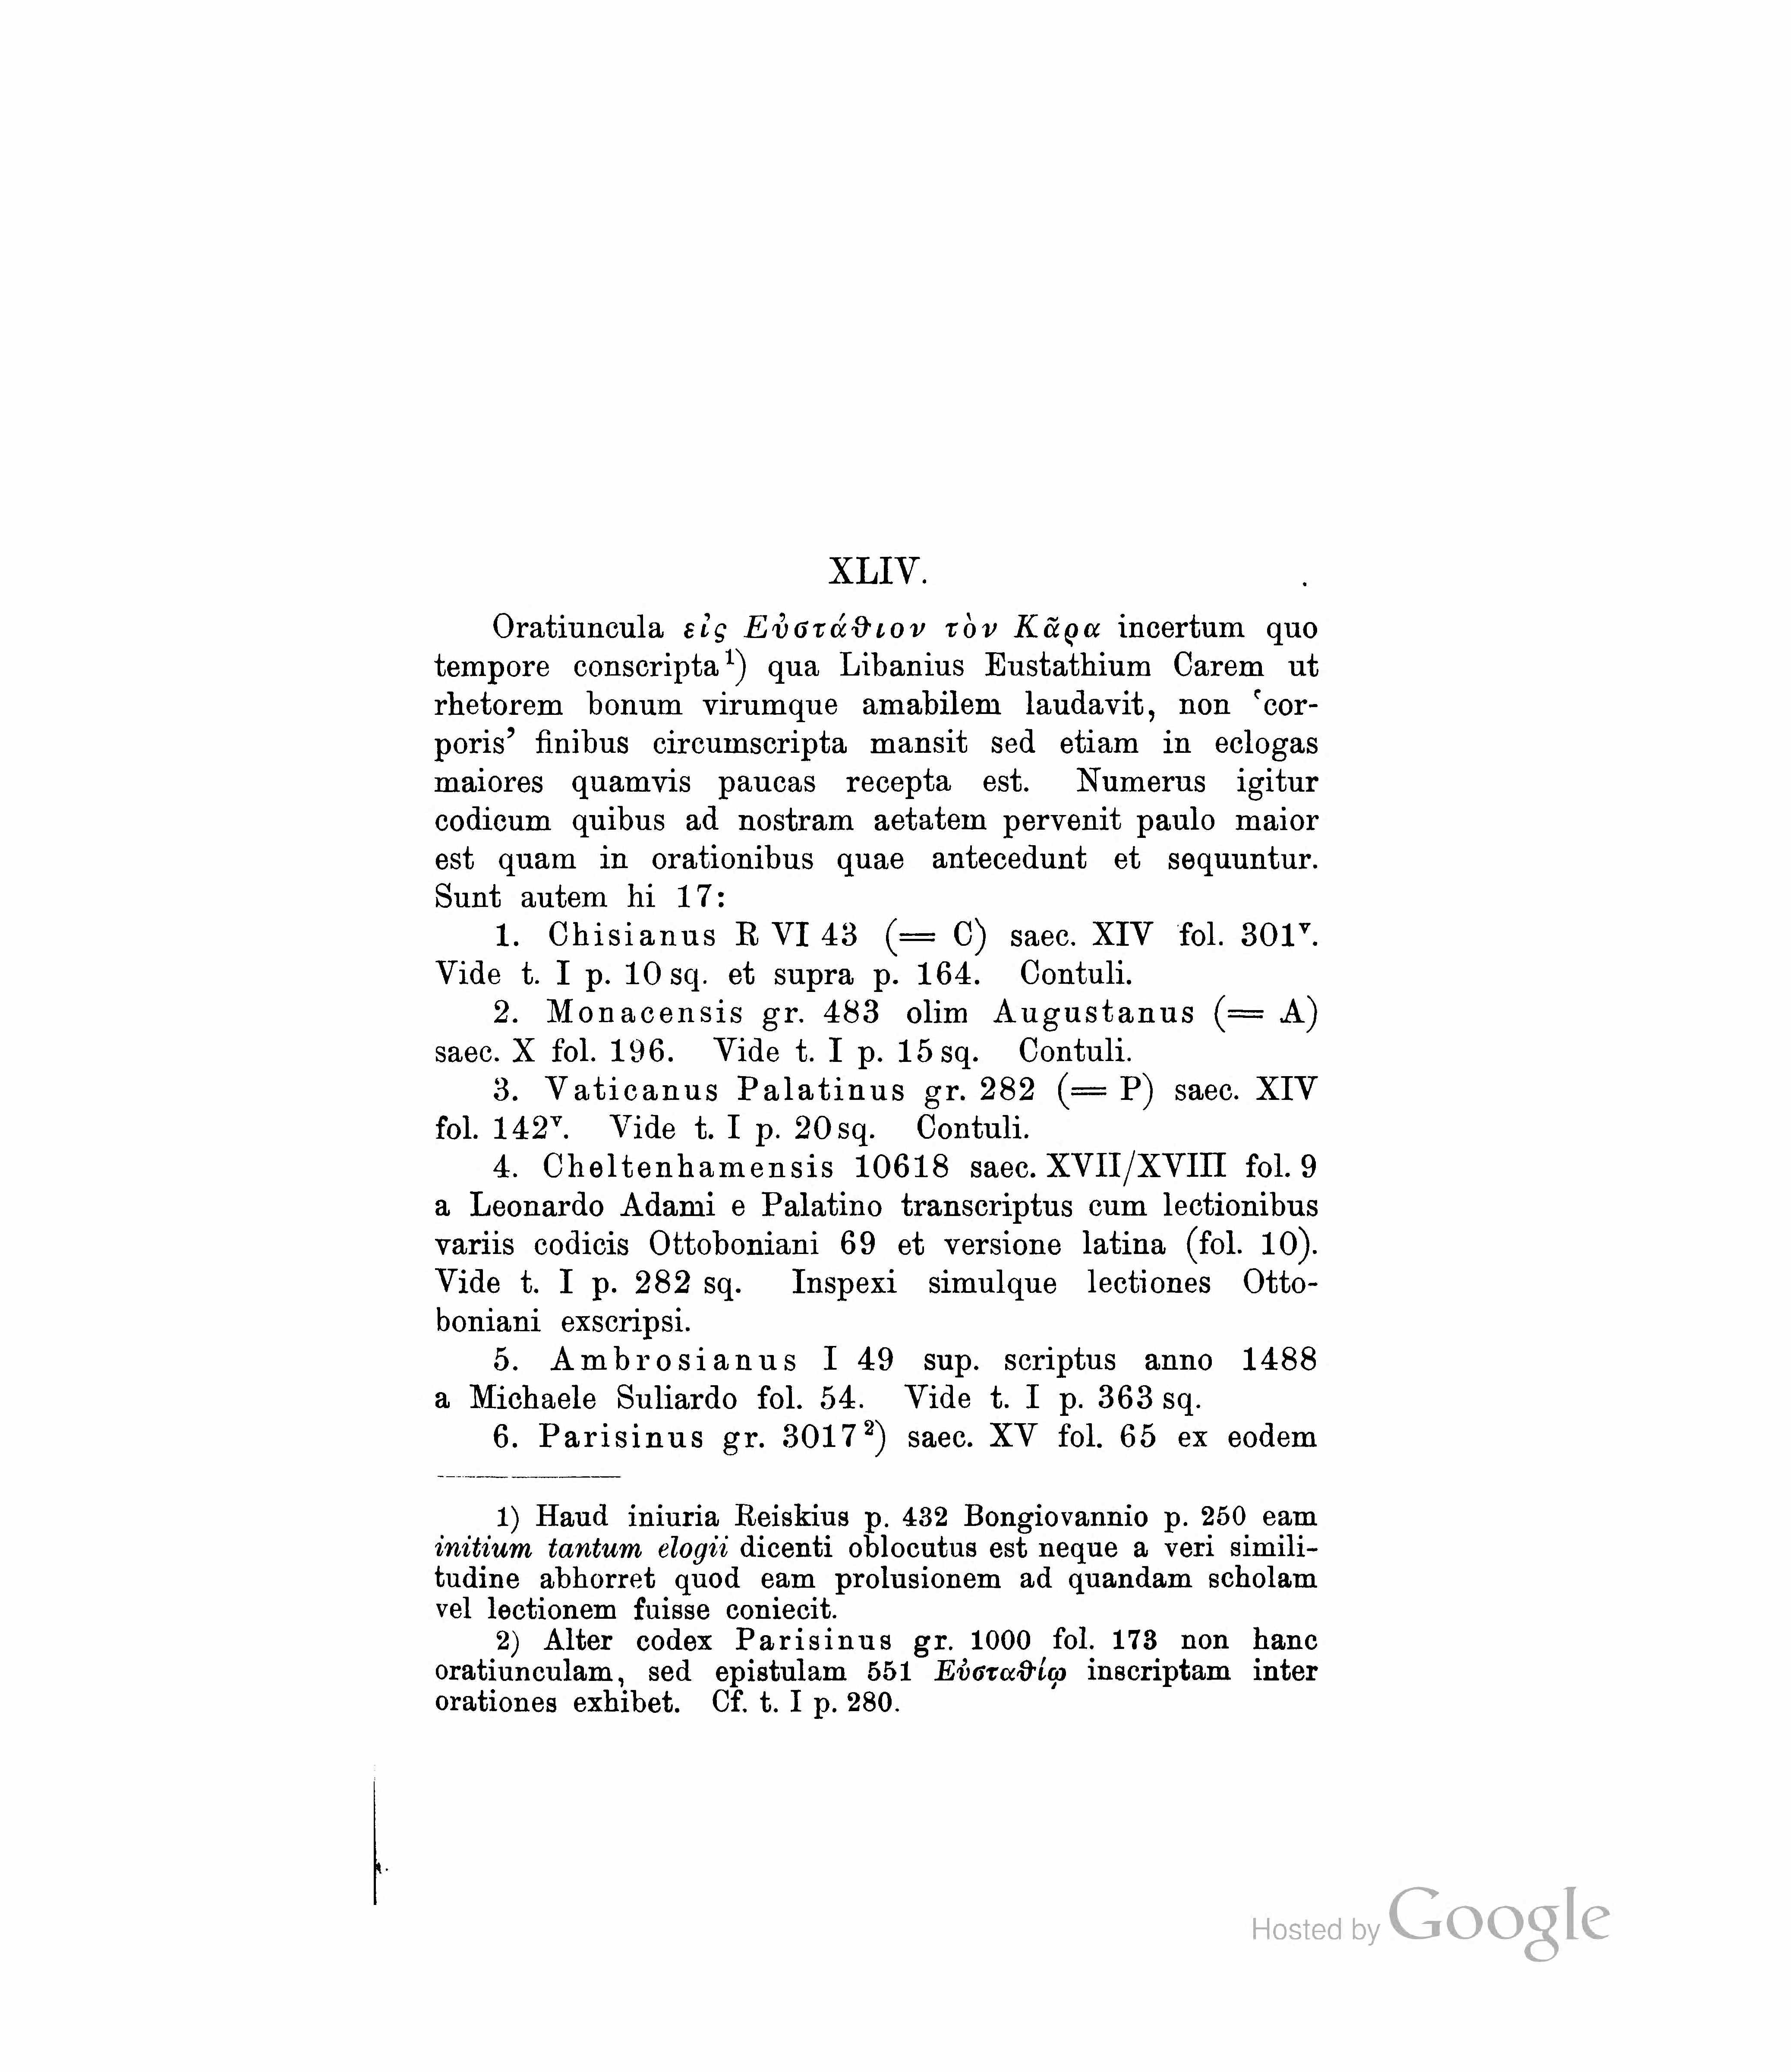 XLIV.
Oratiuncula εἰς Εὐστάϑιον τὸν Κᾶρα incertum quo
tempore conscripta¹) qua Libanius Eustathium Carem ut
rhetorem bonum virumque amabilem laudavit, non ‘cor-
poris’ finibus circumscripta mansit sed etiam in eclogas
maiores quamvis paucas recepta est. Numerus igitur
codicum quibus ad nostram aetatem pervenit paulo maior
est quam in orationibus quae antecedunt et sequuntur.
Sunt autem hi 17:
1. Chisianus R VI 43 (= C) saec. XIV fol. 301ᵛ.
Vide t. I p. 10 sq. et supra p. 164. Contuli.
2. Monacensis gr. 483 olim Augustanus (= A)
saec. X fol. 196. Vide t. I p. 15 sq. Contuli.
3. Vaticanus Palatinus gr. 282 (= P) saec. XIV
fol. 142ᵛ. Vide t. I p. 20 sq. Contuli.
4. Cheltenhamensis 10618 saec. XVII/XVIII fol. 9
a Leonardo Adami e Palatino transcriptus cum lectionibus
variis codicis Ottoboniani 69 et versione latina (fol. 10).
Vide t. I p. 282 sq. Inspexi simulque lectiones Otto-
boniani exscripsi.
5. Ambrosianus I 49 sup. scriptus anno 1488
a Michaele Suliardo fol. 54. Vide t. I p. 363 sq.
6. Parisinus gr. 3017²) saec. XV fol. 65 ex eodem
1) Haud iniuria Reiskius p. 432 Bongiovannio p. 250 eam
initium tantum elogii dicenti oblocutus est neque a veri simili-
tudine abhorret quod eam prolusionem ad quandam scholam
vel lectionem fuisse coniecit.
2) Alter codex Parisinus gr. 1000 fol. 173 non hanc
oratiunculam, sed epistulam 551 Εὐσταϑίῳ inscriptam inter
orationes exhibet. Cf. t. I p. 280.
Hosted by Google